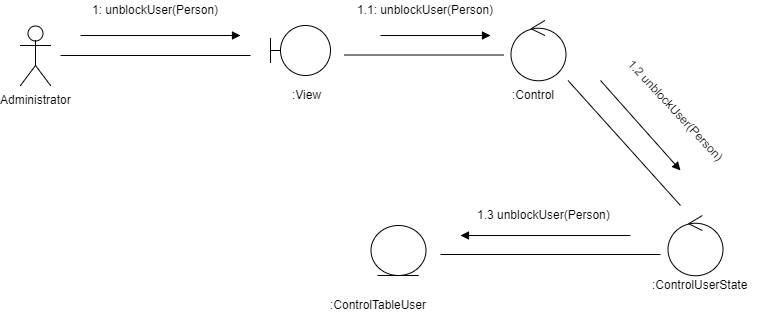 1: unblockUser(Person)
1.1: unblockUser(Person)
Administrator
:View
:Control
1.2 unblockUser(Person)
1.3 unblockUser(Person)
:ControlUserState
:ControlTableUser